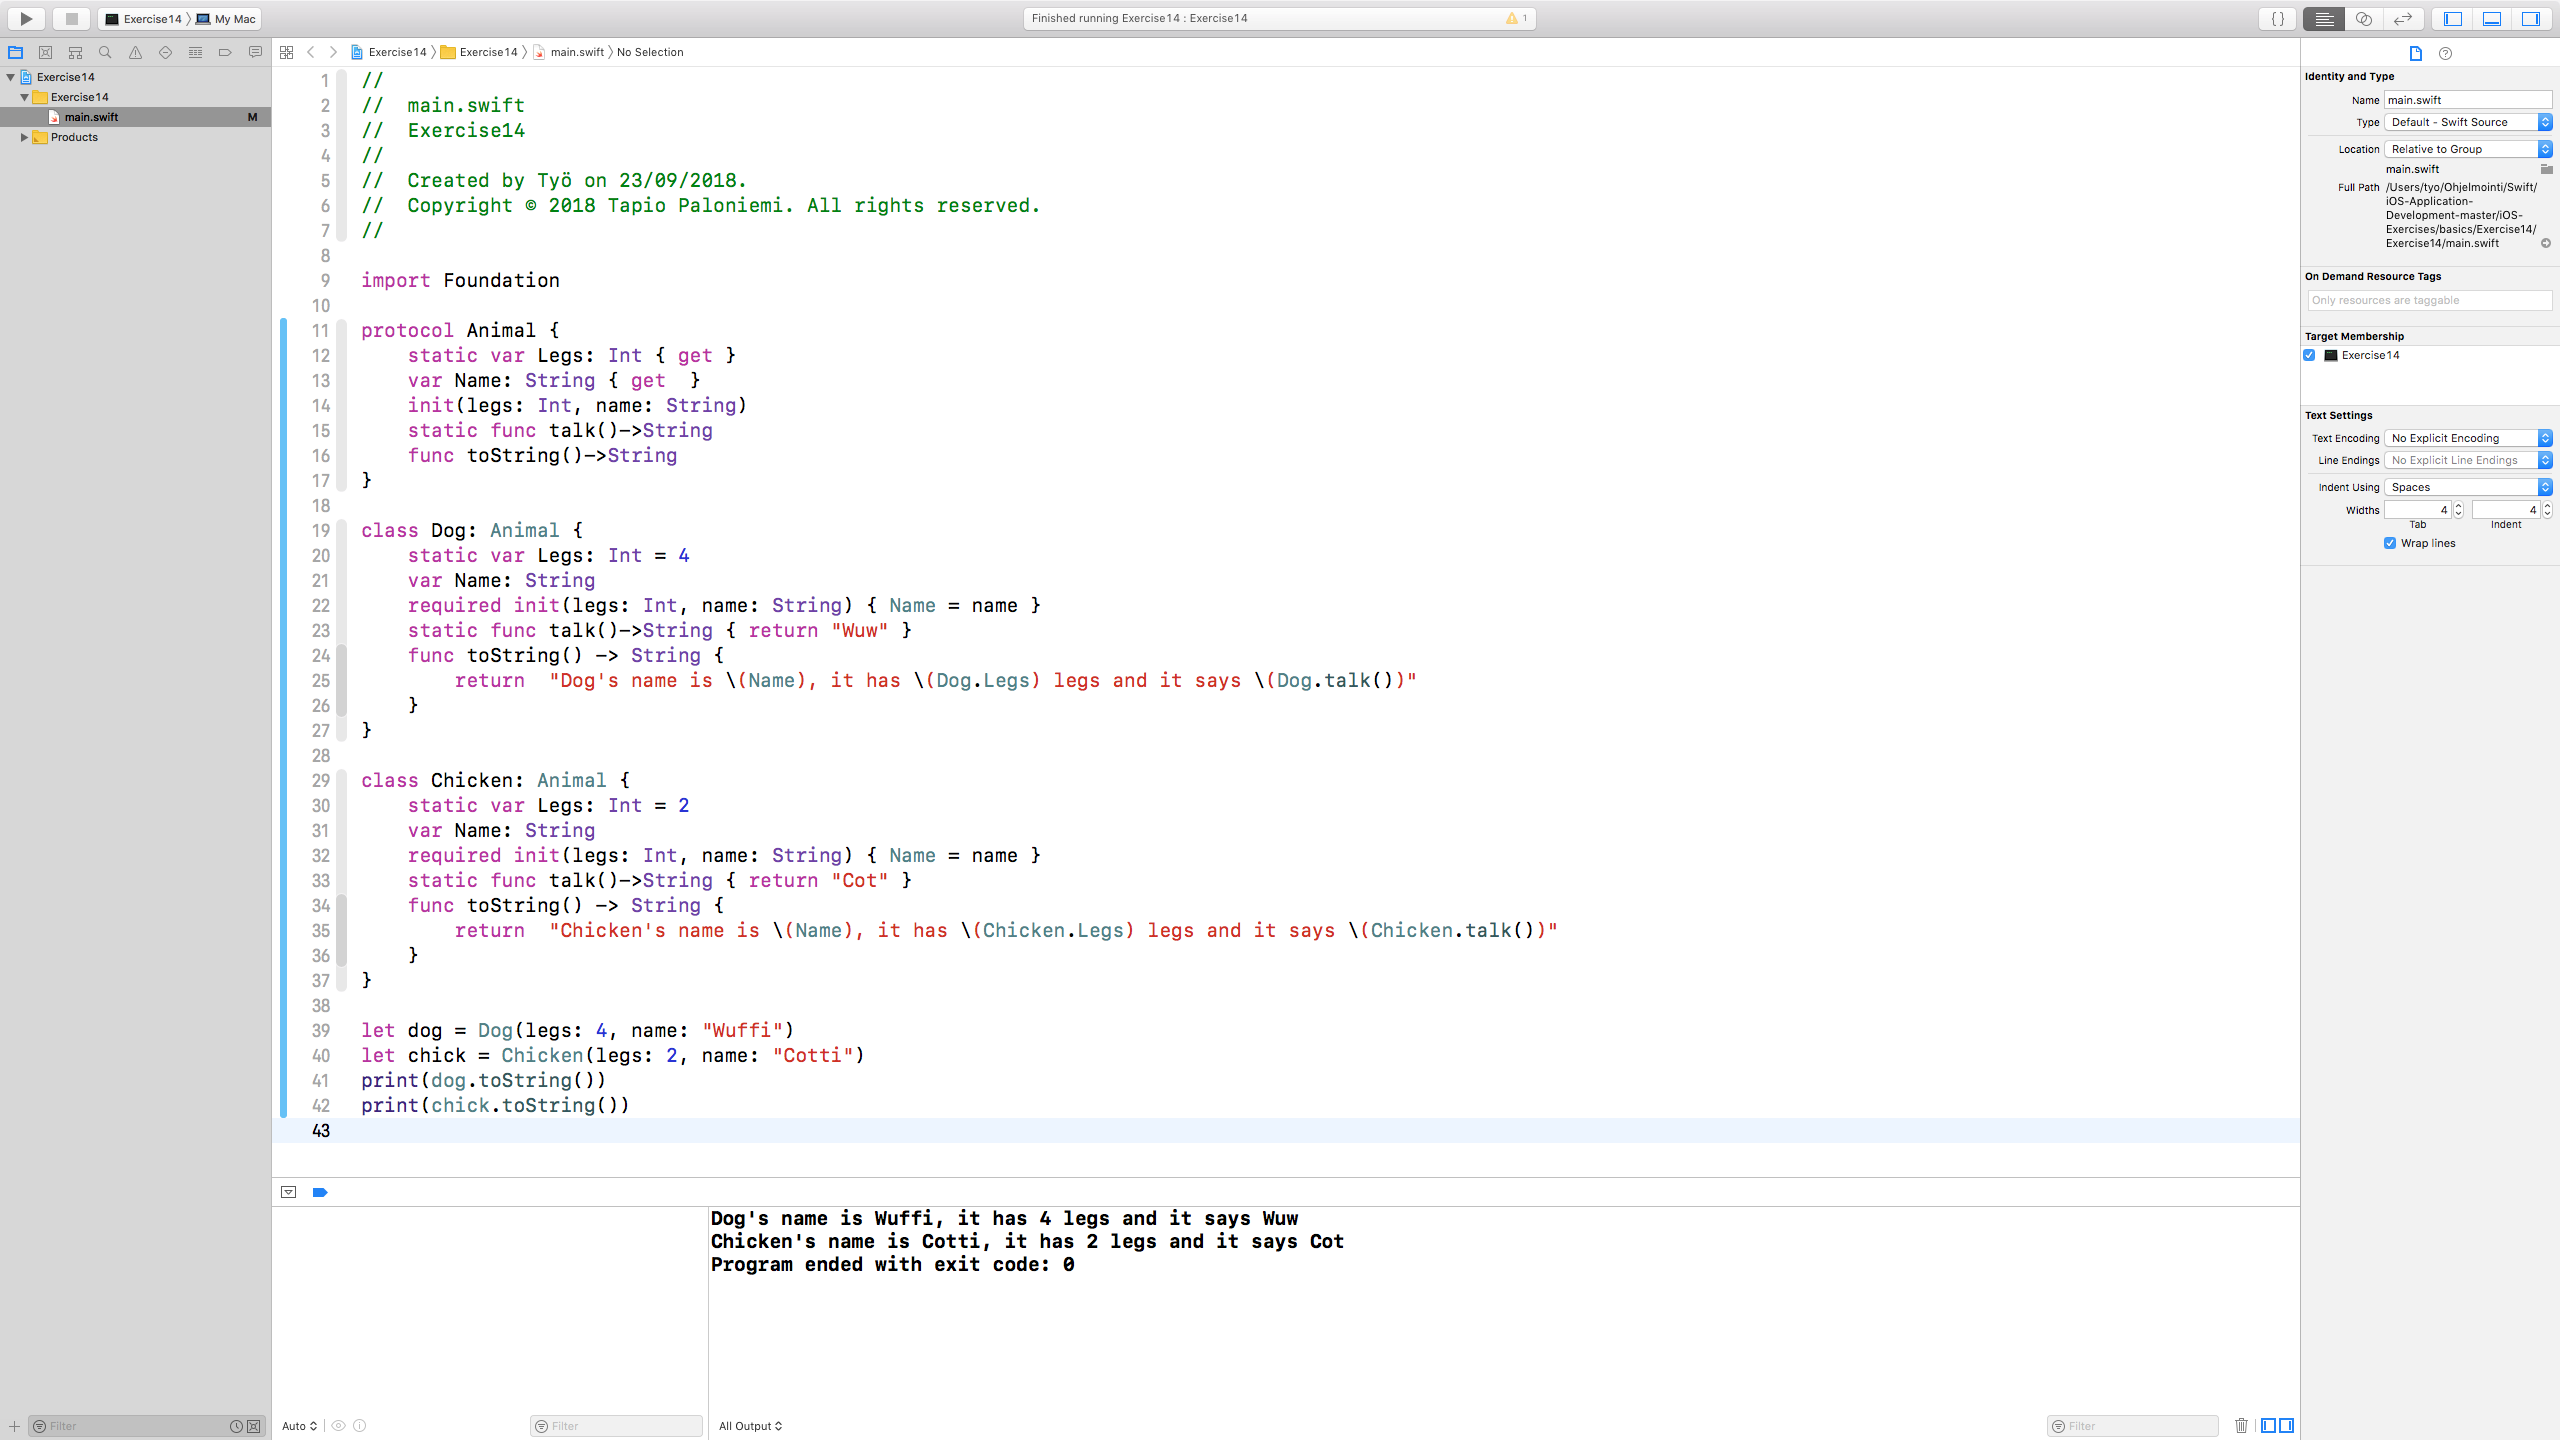 Exercise14 〉 My Mac
Finished running Exercise14 : Exercise14
1
{ }
Exercise14 〉 Exercise14 〉 main.swift 〉 No Selection
Exercise14
Exercise14
main.swift M
Products
1 //
2 //  main.swift
3 //  Exercise14
4 //
5 //  Created by Työ on 23/09/2018.
6 //  Copyright © 2018 Tapio Paloniemi. All rights reserved.
7 //
8
9 import Foundation
10
11 protocol Animal {
12     static var Legs: Int { get }
13     var Name: String { get  }
14     init(legs: Int, name: String)
15     static func talk()->String
16     func toString()->String
17 }
18
19 class Dog: Animal {
20     static var Legs: Int = 4
21     var Name: String
22     required init(legs: Int, name: String) { Name = name }
23     static func talk()->String { return "Wuw" }
24     func toString() -> String {
25         return  "Dog's name is \(Name), it has \(Dog.Legs) legs and it says \(Dog.talk())"
26     }
27 }
28
29 class Chicken: Animal {
30     static var Legs: Int = 2
31     var Name: String
32     required init(legs: Int, name: String) { Name = name }
33     static func talk()->String { return "Cot" }
34     func toString() -> String {
35         return  "Chicken's name is \(Name), it has \(Chicken.Legs) legs and it says \(Chicken.talk())"
36     }
37 }
38
39 let dog = Dog(legs: 4, name: "Wuffi")
40 let chick = Chicken(legs: 2, name: "Cotti")
41 print(dog.toString())
42 print(chick.toString())
43
Dog's name is Wuffi, it has 4 legs and it says Wuw
Chicken's name is Cotti, it has 2 legs and it says Cot
Program ended with exit code: 0
Filter
Auto
Filter
All Output
Filter
Identity and Type
Name main.swift
Type Default - Swift Source
Location Relative to Group
main.swift
Full Path /Users/tyo/Ohjelmointi/Swift/
iOS-Application-
Development-master/iOS-
Exercises/basics/Exercise14/
Exercise14/main.swift
On Demand Resource Tags
Only resources are taggable
Target Membership
Exercise14
Text Settings
Text Encoding No Explicit Encoding
Line Endings No Explicit Line Endings
Indent Using Spaces
Widths 4 4
Tab Indent
Wrap lines